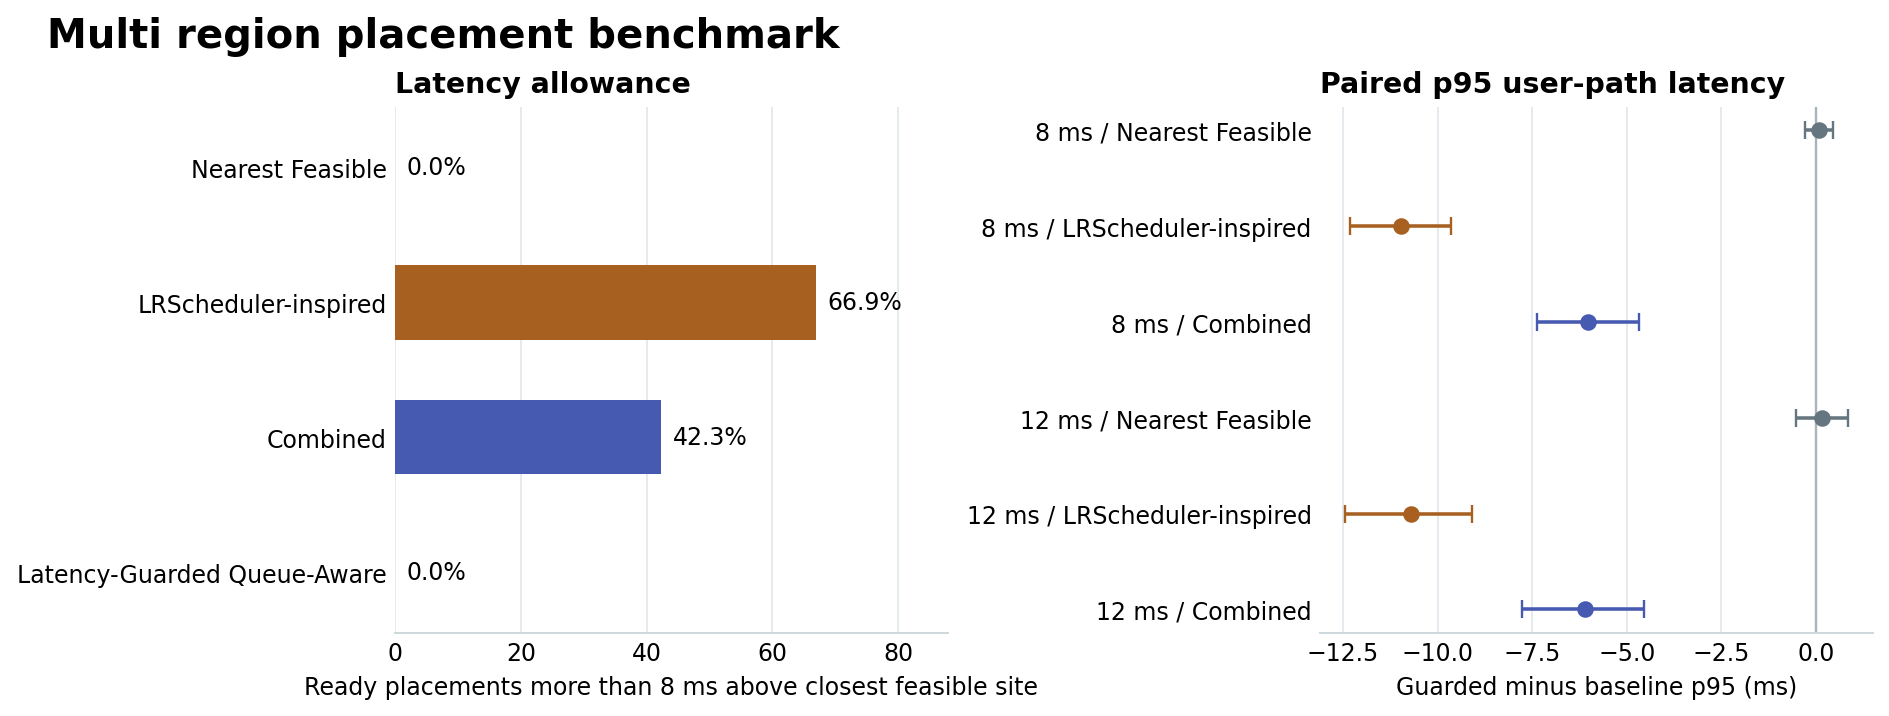 Multi region placement benchmark
Latency allowance
Nearest Feasible
0.0%
LRScheduler-inspired
66.9%
Combined
42.3%
Latency-Guarded Queue-Aware
0.0%
0 20 40 60 80
Ready placements more than 8 ms above closest feasible site
Paired p95 user-path latency
8 ms / Nearest Feasible
8 ms / LRScheduler-inspired
8 ms / Combined
12 ms / Nearest Feasible
12 ms / LRScheduler-inspired
12 ms / Combined
−12.5 −10.0 −7.5 −5.0 −2.5 0.0
Guarded minus baseline p95 (ms)